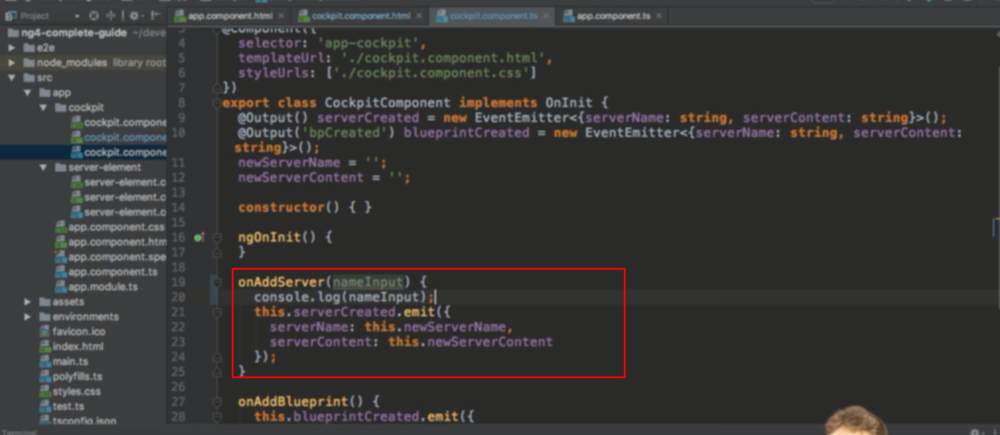 Project
app.component.html
cockpit.component.html
cockpit.component.ts
app.component.ts
ng4-complete-guide ~/deve
e2e
node_modules library root
src
app
cockpit
cockpit.compone
cockpit.compone
cockpit.compone
server-element
server-element.c
server-element.c
server-element.c
app.component.css
app.component.htm
app.component.spe
app.component.ts
app.module.ts
assets
environments
favicon.ico
index.html
main.ts
polyfills.ts
styles.css
test.ts
tsconfig.json
@Component({
4 selector: 'app-cockpit',
5 templateUrl: './cockpit.component.html',
6 styleUrls: ['./cockpit.component.css']
7 })
8 export class CockpitComponent implements OnInit {
9 @Output() serverCreated = new EventEmitter<{serverName: string, serverContent: string}>();
10 @Output('bpCreated') blueprintCreated = new EventEmitter<{serverName: string, serverContent:
string}>();
11 newServerName = '';
12 newServerContent = '';
13
14 constructor() { }
15
16 ngOnInit() {
17 }
18
19 onAddServer(nameInput) {
20 console.log(nameInput);
21 this.serverCreated.emit({
22 serverName: this.newServerName,
23 serverContent: this.newServerContent
24 });
25 }
26
27 onAddBlueprint() {
28 this.blueprintCreated.emit({
Terminal